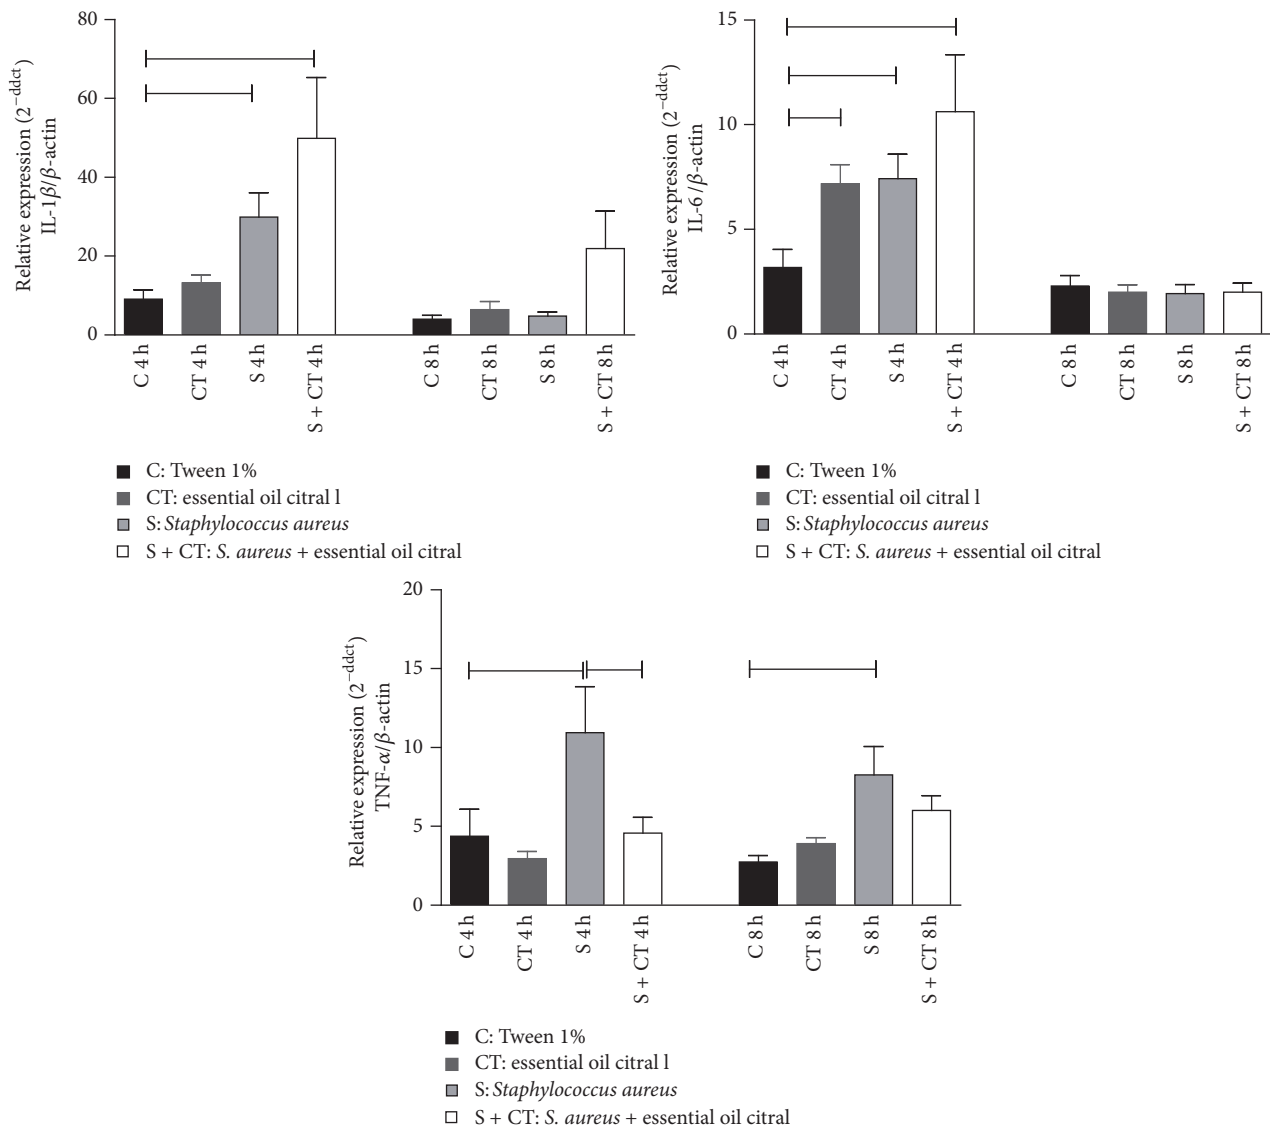 Relative expression (2−ddct)
IL-1β/β-actin
80
60
40
20
0
C 4 h
CT 4 h
S 4 h
S + CT 4 h
C 8 h
CT 8 h
S 8 h
S + CT 8 h
C: Tween 1%
CT: essential oil citral l
S: Staphylococcus aureus
S + CT: S. aureus + essential oil citral
Relative expression (2−ddct)
IL-6/β-actin
15
10
5
0
C 4 h
CT 4 h
S 4 h
S + CT 4 h
C 8 h
CT 8 h
S 8 h
S + CT 8 h
C: Tween 1%
CT: essential oil citral l
S: Staphylococcus aureus
S + CT: S. aureus + essential oil citral
Relative expression (2−ddct)
TNF-α/β-actin
20
15
10
5
0
C 4 h
CT 4 h
S 4 h
S + CT 4 h
C 8 h
CT 8 h
S 8 h
S + CT 8 h
C: Tween 1%
CT: essential oil citral l
S: Staphylococcus aureus
S + CT: S. aureus + essential oil citral